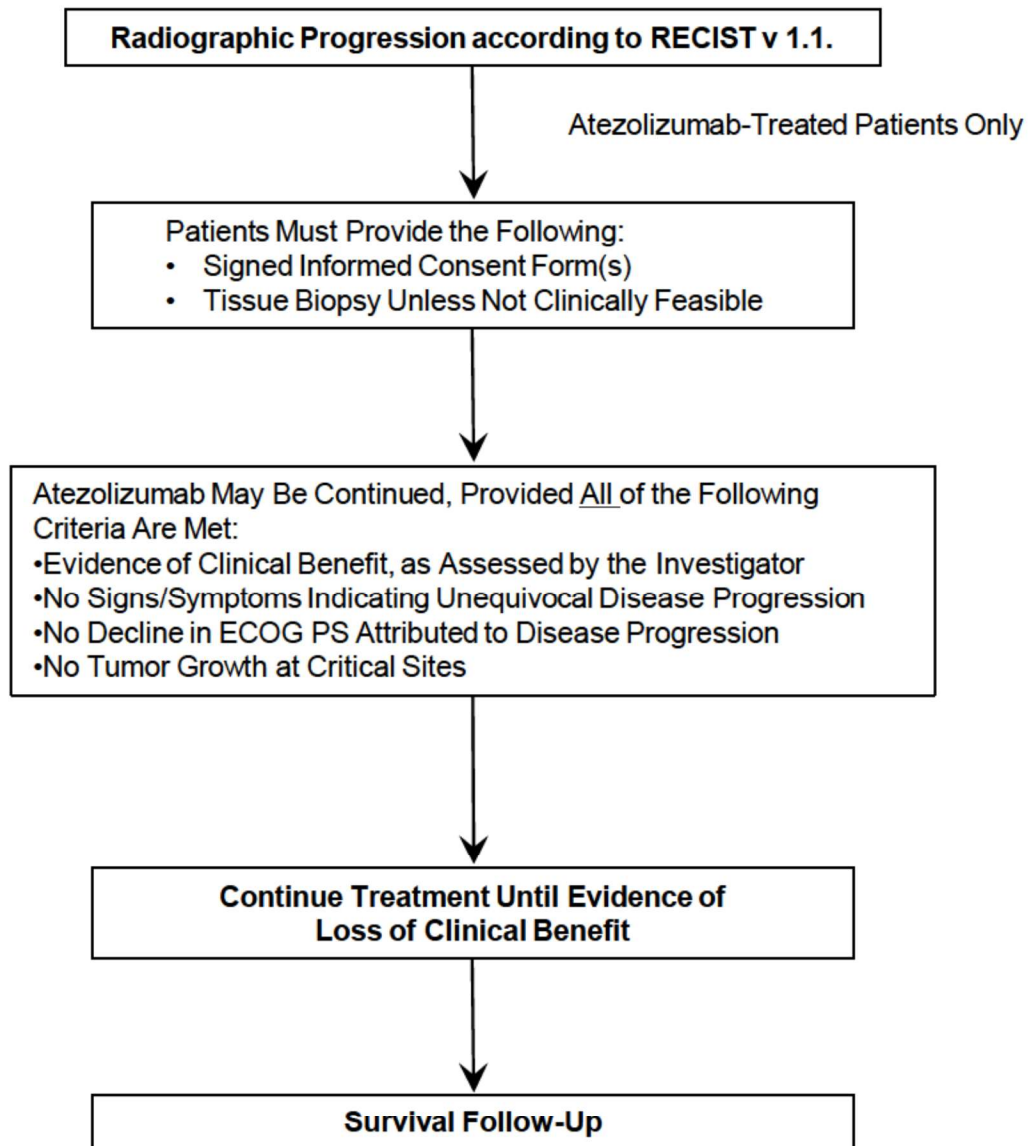 Radiographic Progression according to RECIST v 1.1.
Atezolizumab-Treated Patients Only
Patients Must Provide the Following:
• Signed Informed Consent Form(s)
• Tissue Biopsy Unless Not Clinically Feasible
Atezolizumab May Be Continued, Provided All of the Following
Criteria Are Met:
•Evidence of Clinical Benefit, as Assessed by the Investigator
•No Signs/Symptoms Indicating Unequivocal Disease Progression
•No Decline in ECOG PS Attributed to Disease Progression
•No Tumor Growth at Critical Sites
Continue Treatment Until Evidence of
Loss of Clinical Benefit
Survival Follow-Up